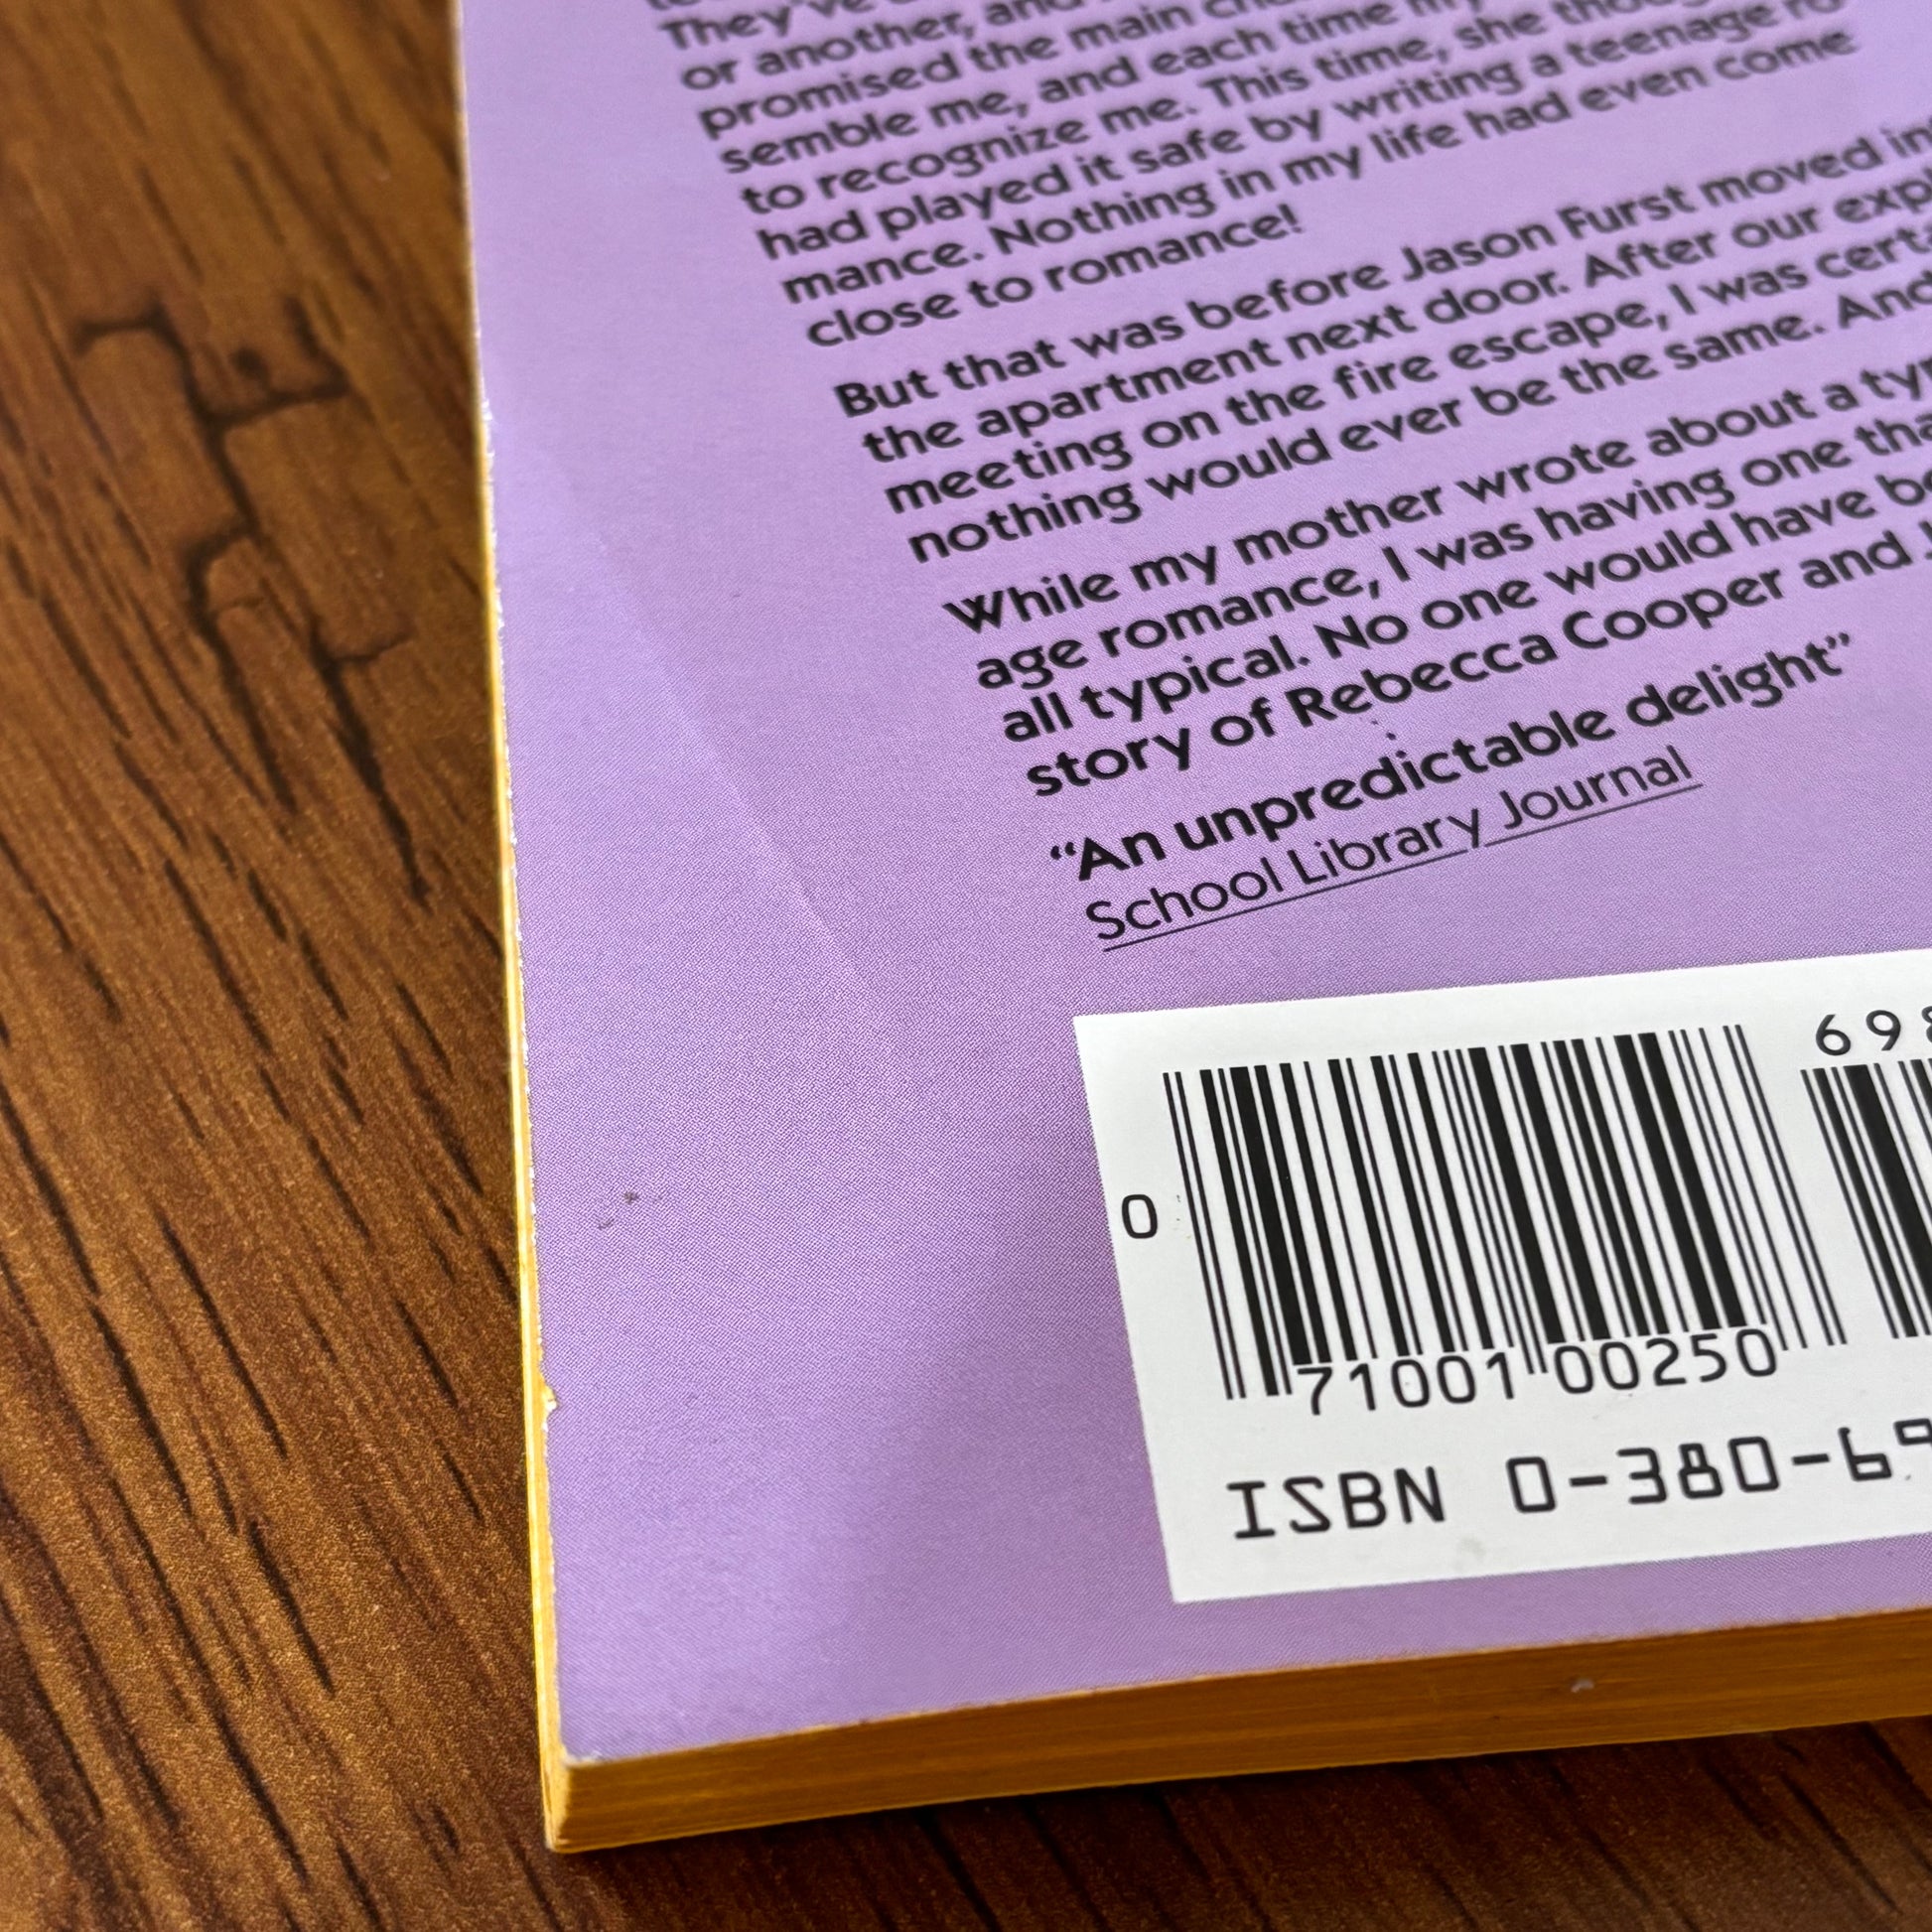 They've
or another, and
promised the main
semble me, and each time my
to recognize me. This time, she
had played it safe by writing a teenage ro-
mance. Nothing in my life had even come
close to romance!
But that was before Jason Furst moved
the apartment next door. After our
meeting on the fire escape, I was
nothing would ever be the same. And
While my mother wrote about a
age romance, I was having one
all typical. No one would have
story of Rebecca Cooper and
“An unpredictable delight”
School Library Journal
69
0
71001 00250
ISBN 0-380-69